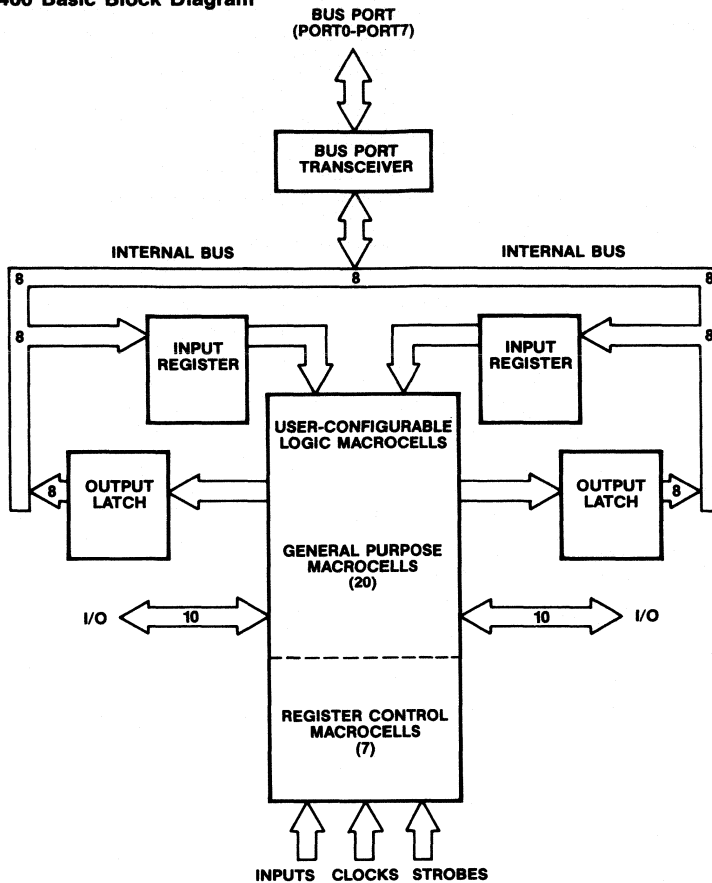 Basic Block Diagram
BUS PORT
(PORT0-PORT7)
BUS PORT
TRANSCEIVER
INTERNAL BUS
INTERNAL BUS
8
8
8
8
8
INPUT
REGISTER
INPUT
REGISTER
USER-CONFIGURABLE
LOGIC MACROCELLS
8
OUTPUT
LATCH
OUTPUT
LATCH
8
GENERAL PURPOSE
MACROCELLS
(20)
I/O
10
10
I/O
REGISTER CONTROL
MACROCELLS
(7)
INPUTS CLOCKS STROBES